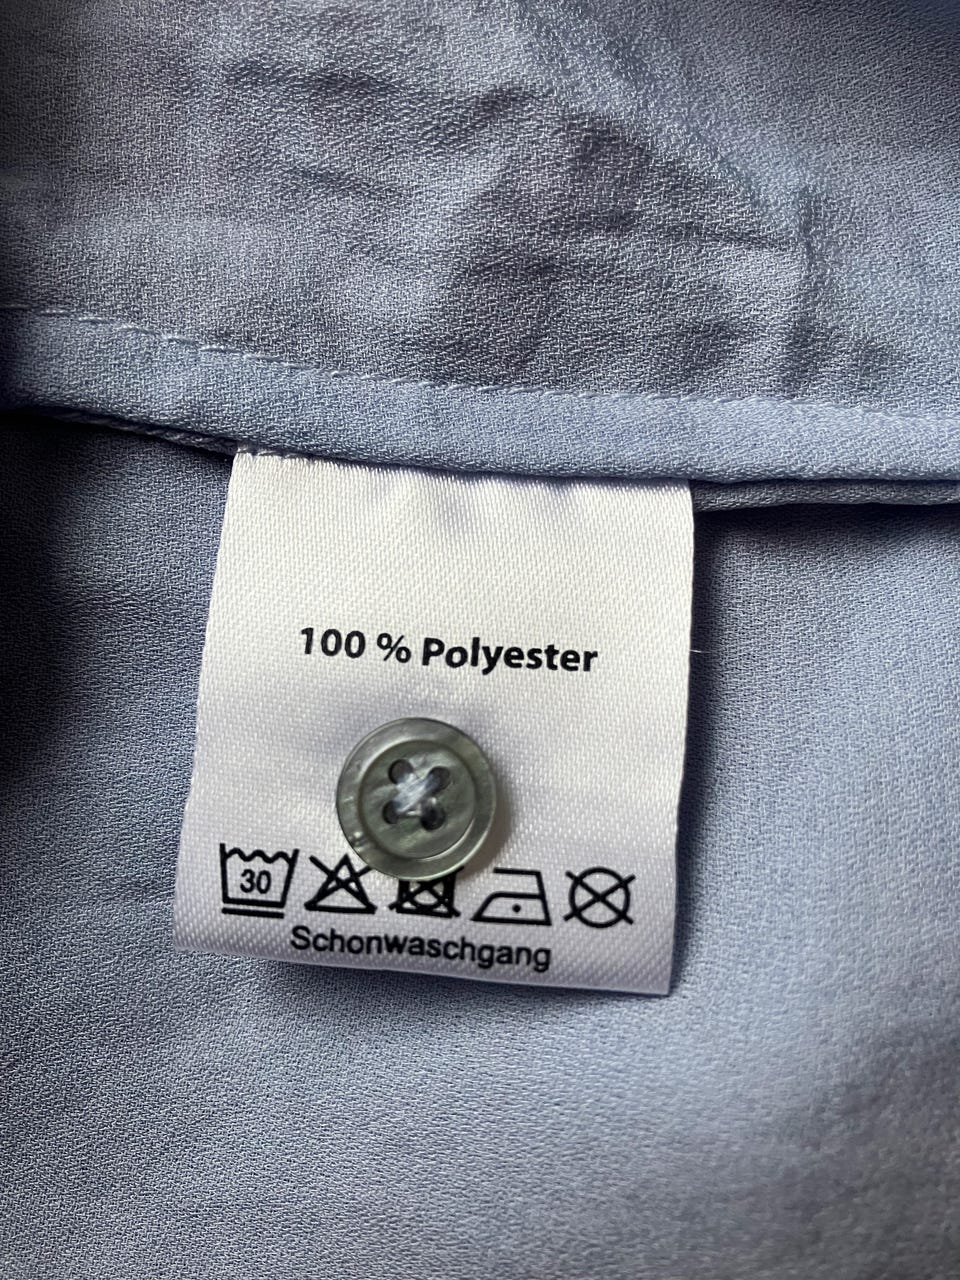 100 % Polyester
30
Schonwaschgang